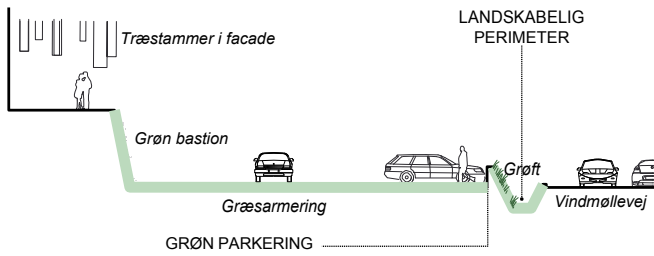 LANDSKABELIG
PERIMETER
Træstammer i facade
Grøn bastion
Grøft
Græsarmering
Vindmøllevej
GRØN PARKERING